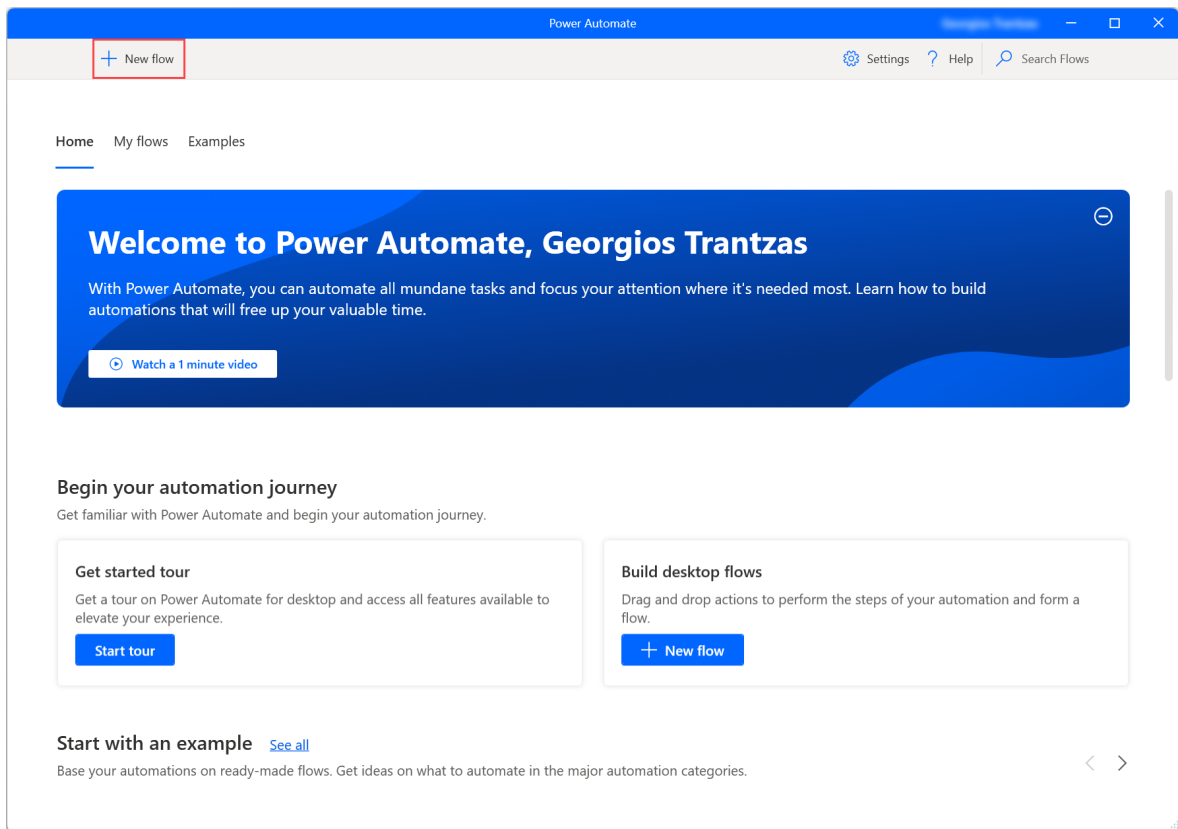 Power Automate
New flow
Settings
Help
Search Flows
Home
My flows
Examples
Welcome to Power Automate, Georgios Trantzas
With Power Automate, you can automate all mundane tasks and focus your attention where it's needed most. Learn how to build
automations that will free up your valuable time.
Watch a 1 minute video
Begin your automation journey
Get familiar with Power Automate and begin your automation journey.
Get started tour
Get a tour on Power Automate for desktop and access all features available to
elevate your experience.
Start tour
Build desktop flows
Drag and drop actions to perform the steps of your automation and form a
flow.
New flow
Start with an example See all
Base your automations on ready-made flows. Get ideas on what to automate in the major automation categories.